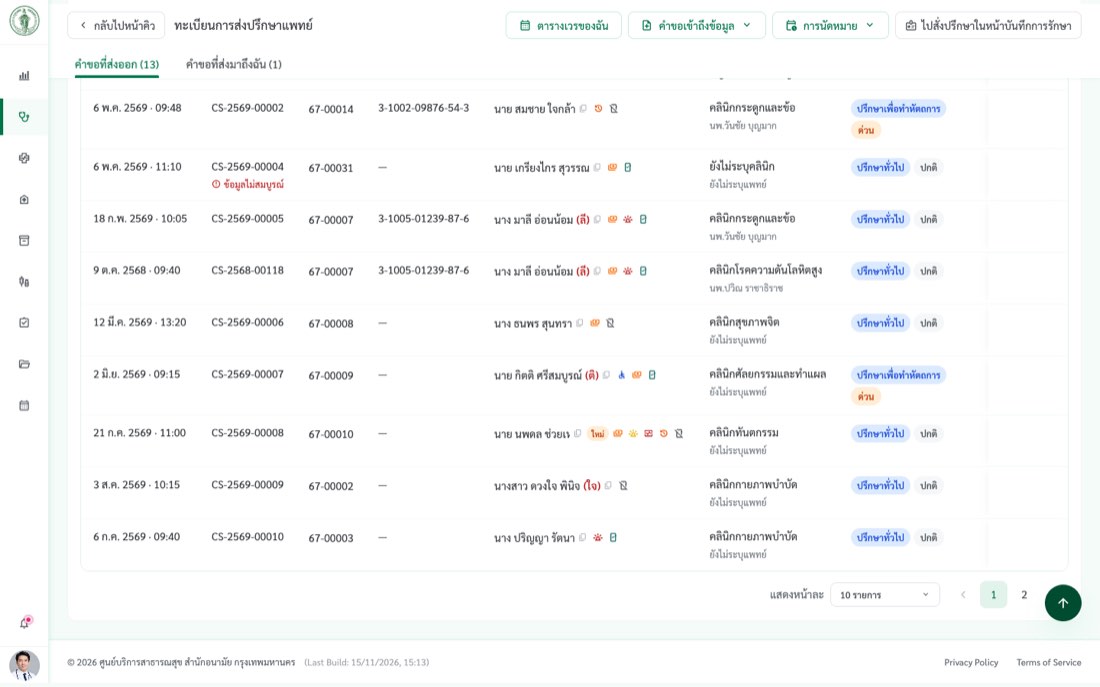 กลับไปหน้าคิว ทะเบียนการส่งปรึกษาแพทย์ ตารางเวรของฉัน คำขอเข้าถึงข้อมูล การนัดหมาย ไปสั่งปรึกษาในหน้าบันทึกการรักษา
คำขอที่ส่งออก (13) คำขอที่ส่งมาถึงฉัน (1)
6 พ.ค. 2569 · 09:48 CS-2569-00002 67-00014 3-1002-09876-54-3 นาย สมชาย ใจกล้า คลินิกกระดูกและข้อ ปรึกษาเพื่อทำหัตถการ
นพ.วันชัย บุญมาก ด่วน
6 พ.ค. 2569 · 11:10 CS-2569-00004 67-00031 — นาย เกรียงไกร สุวรรณ ยังไม่ระบุคลินิก ปรึกษาทั่วไป ปกติ
ข้อมูลไม่สมบูรณ์ ยังไม่ระบุแพทย์
18 ก.พ. 2569 · 10:05 CS-2569-00005 67-00007 3-1005-01239-87-6 นาง มาลี อ่อนน้อม (ลี) คลินิกกระดูกและข้อ ปรึกษาทั่วไป ปกติ
นพ.วันชัย บุญมาก
9 ต.ค. 2568 · 09:40 CS-2568-00118 67-00007 3-1005-01239-87-6 นาง มาลี อ่อนน้อม (ลี) คลินิกโรคความดันโลหิตสูง ปรึกษาทั่วไป ปกติ
นพ.ปวิณ ราชาธิราช
12 มี.ค. 2569 · 13:20 CS-2569-00006 67-00008 — นาง ธนพร สุนทรา คลินิกสุขภาพจิต ปรึกษาทั่วไป ปกติ
ยังไม่ระบุแพทย์
2 มิ.ย. 2569 · 09:15 CS-2569-00007 67-00009 — นาย กิตติ ศรีสมบูรณ์ (ติ) คลินิกศัลยกรรมและทำแผล ปรึกษาเพื่อทำหัตถการ
ยังไม่ระบุแพทย์ ด่วน
21 ก.ค. 2569 · 11:00 CS-2569-00008 67-00010 — นาย นพดล ใหม่ คลินิกทันตกรรม ปรึกษาทั่วไป ปกติ
ยังไม่ระบุแพทย์
3 ส.ค. 2569 · 10:15 CS-2569-00009 67-00002 — นางสาว ดวงใจ พินิจ (ใจ) คลินิกกายภาพบำบัด ปรึกษาทั่วไป ปกติ
ยังไม่ระบุแพทย์
6 ก.ค. 2569 · 09:40 CS-2569-00010 67-00003 — นาง ปริญญา รัตนา คลินิกกายภาพบำบัด ปรึกษาทั่วไป ปกติ
ยังไม่ระบุแพทย์
แสดงหน้าละ 10 รายการ 1 2
© 2026 ศูนย์บริการสาธารณสุข สำนักอนามัย กรุงเทพมหานคร (Last Build: 15/11/2026, 15:13) Privacy Policy Terms of Service